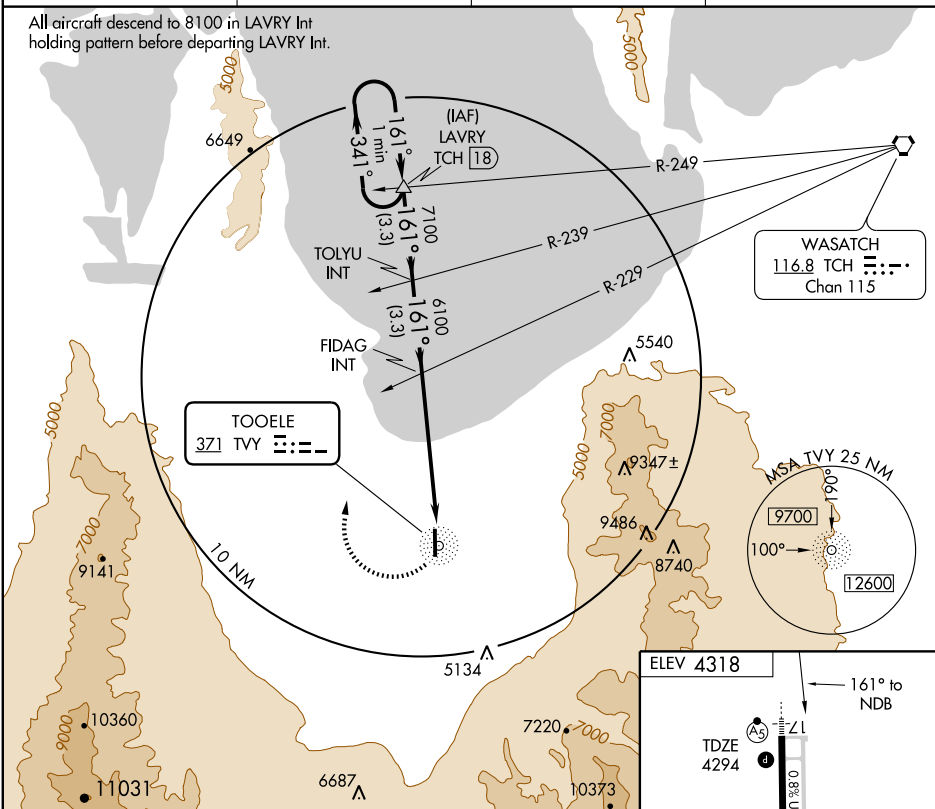 All aircraft descend to 8100 in LAVRY Int
holding pattern before departing LAVRY Int.
5000
5000
6649
161°
1 min
341°
(IAF)
LAVRY
TCH 18
R-249
7100
161°
(3.3)
R-239
TOLYU
INT
R-229
WASATCH
116.8 TCH
Chan 115
6100
161°
(3.3)
FIDAG
INT
5540
5000
7000
TOOELE
371 TVY
5000
9347±
MSA TVY 25 NM
160°
9700
100°
12600
9486
8740
7000
9141
10 NM
5134
ELEV 4318
161° to
NDB
17
A5
P
TDZE
4294
0.8% U
10360
9000
11031
7220
7000
6687
10373